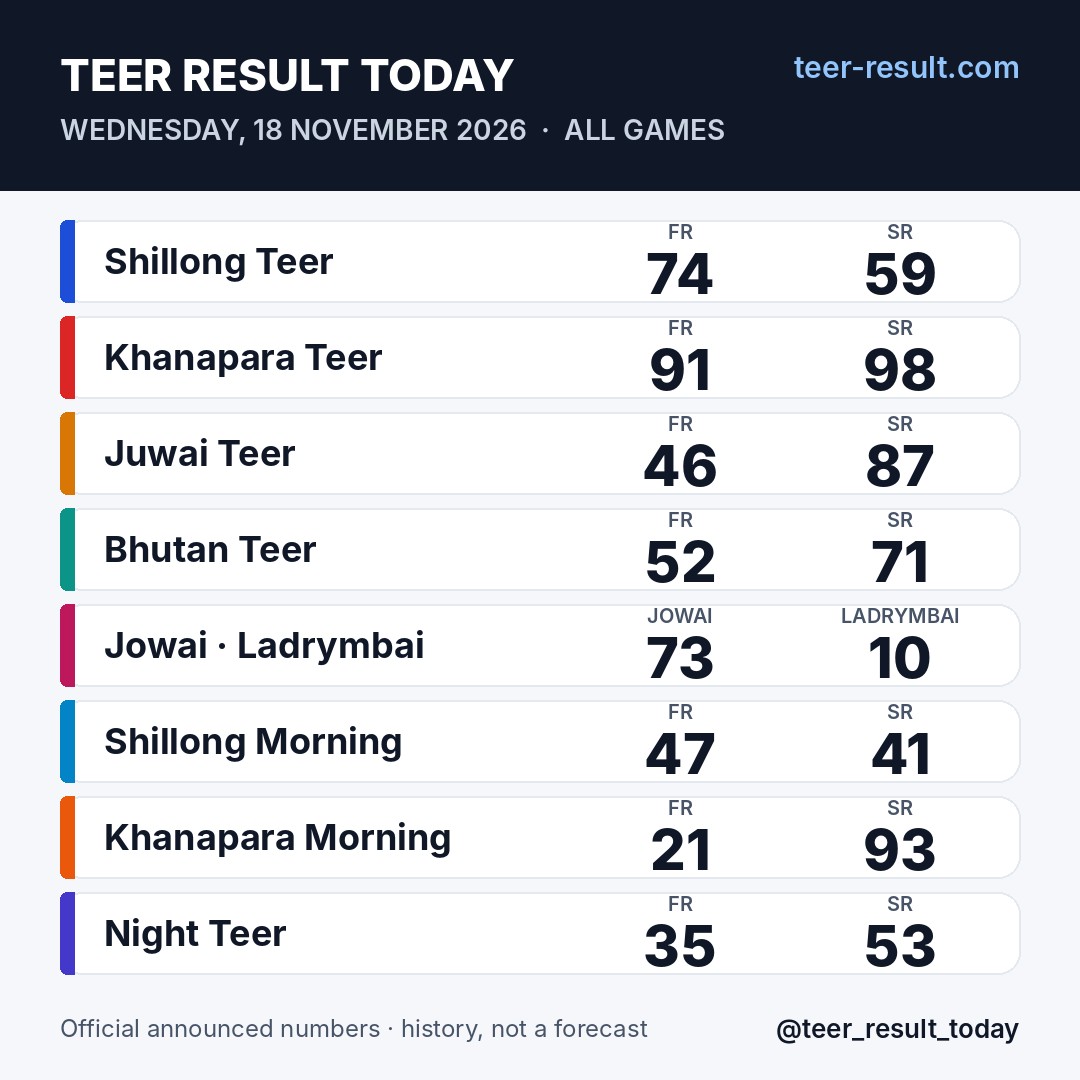 TEER RESULT TODAY
teer-result.com
WEDNESDAY, 18 NOVEMBER 2026 · ALL GAMES
FR SR
Shillong Teer 74 59
FR SR
Khanapara Teer 91 98
FR SR
Juwai Teer 46 87
FR SR
Bhutan Teer 52 71
JOWAI LADRYMBAI
Jowai · Ladrymbai 73 10
FR SR
Shillong Morning 47 41
FR SR
Khanapara Morning 21 93
FR SR
Night Teer 35 53
Official announced numbers · history, not a forecast
@teer_result_today